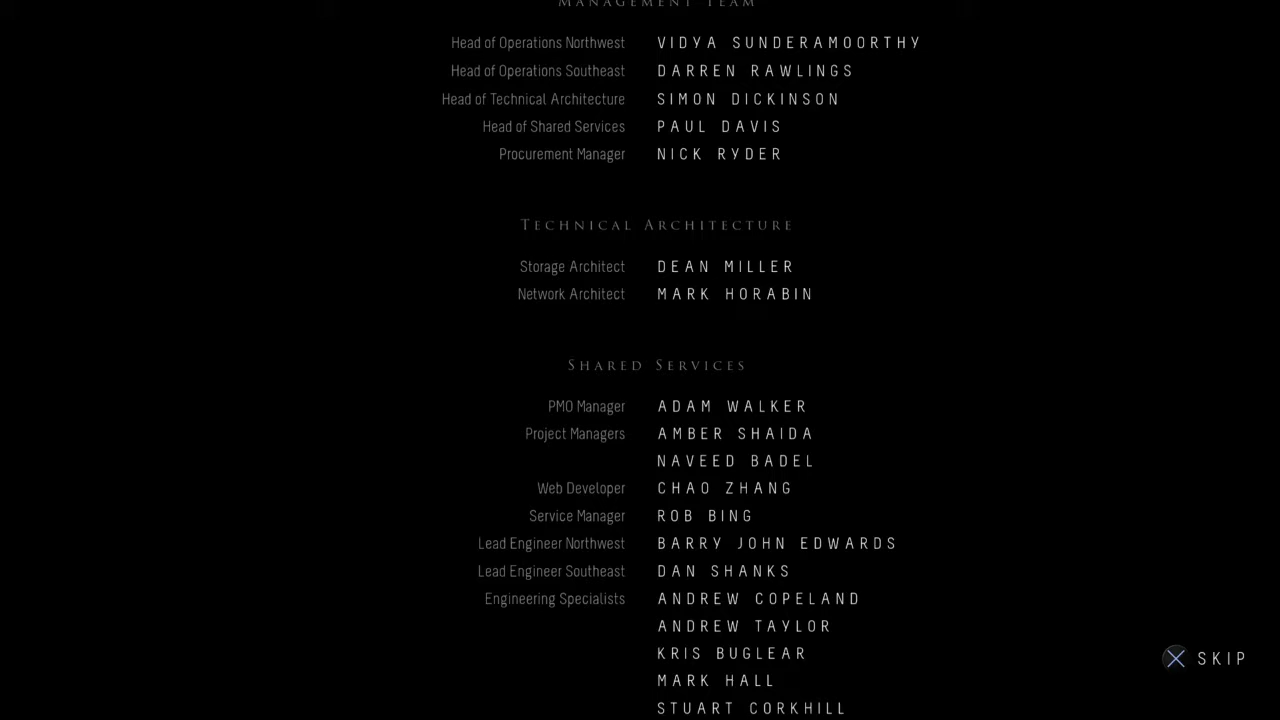 MANAGEMENT TEAM
Head of Operations Northwest VIDYA SUNDERAMOORTHY
Head of Operations Southeast DARREN RAWLINGS
Head of Technical Architecture SIMON DICKINSON
Head of Shared Services PAUL DAVIS
Procurement Manager NICK RYDER
TECHNICAL ARCHITECTURE
Storage Architect DEAN MILLER
Network Architect MARK HORABIN
SHARED SERVICES
PMO Manager ADAM WALKER
Project Managers AMBER SHAIDA
NAVEED BADEL
Web Developer CHAO ZHANG
Service Manager ROB BING
Lead Engineer Northwest BARRY JOHN EDWARDS
Lead Engineer Southeast DAN SHANKS
Engineering Specialists ANDREW COPELAND
ANDREW TAYLOR
KRIS BUGLEAR
SKIP
MARK HALL
STUART CORKHILL